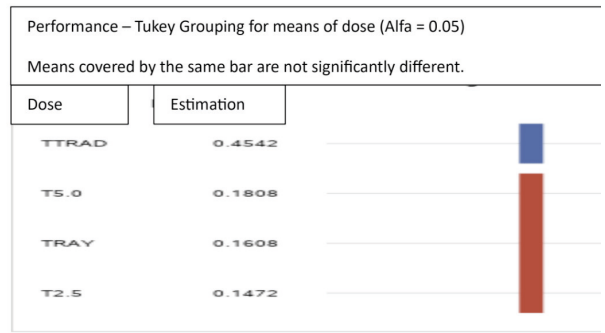 Performance – Tukey Grouping for means of dose (Alfa = 0.05)
Means covered by the same bar are not significantly different.
Dose Estimation
TTRAD 0.4542
T5.0 0.1808
TRAY 0.1608
T2.5 0.1472